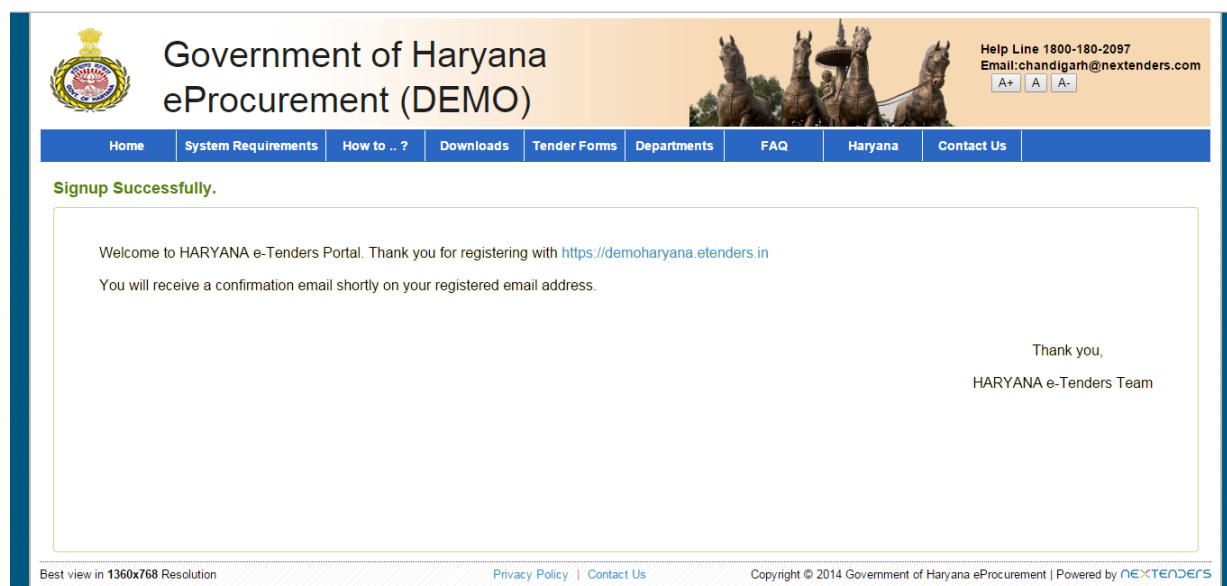 Government of Haryana
eProcurement (DEMO)
Help Line 1800-180-2097
Email:chandigarh@nextenders.com
A+ A A-
Home System Requirements How to .. ? Downloads Tender Forms Departments FAQ Haryana Contact Us
Signup Successfully.
Welcome to HARYANA e-Tenders Portal. Thank you for registering with https://demoharyana.etenders.in
You will receive a confirmation email shortly on your registered email address.
Thank you,
HARYANA e-Tenders Team
Best view in 1360x768 Resolution Privacy Policy | Contact Us Copyright © 2014 Government of Haryana eProcurement | Powered by NEXTENDERS